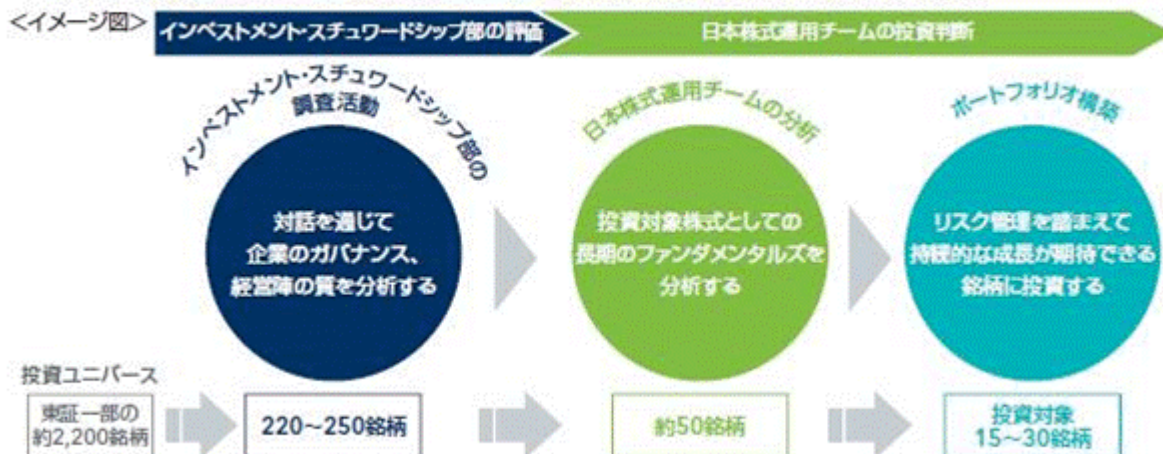 <イメージ図>
インベストメント・スチュワードシップ部の評価
日本株式運用チームの投資判断
インベストメント・スチュワードシップ部の
調査活動
日本株式運用チームの分析
ポートフォリオ構築
対話を通じて
企業のガバナンス、
経営陣の質を分析する
投資対象株式としての
長期のファンダメンタルズを
分析する
リスク管理を踏まえて
持続的な成長が期待できる
銘柄に投資する
投資ユニバース
東証一部の
約2,200銘柄
220～250銘柄
約50銘柄
投資対象
15～30銘柄